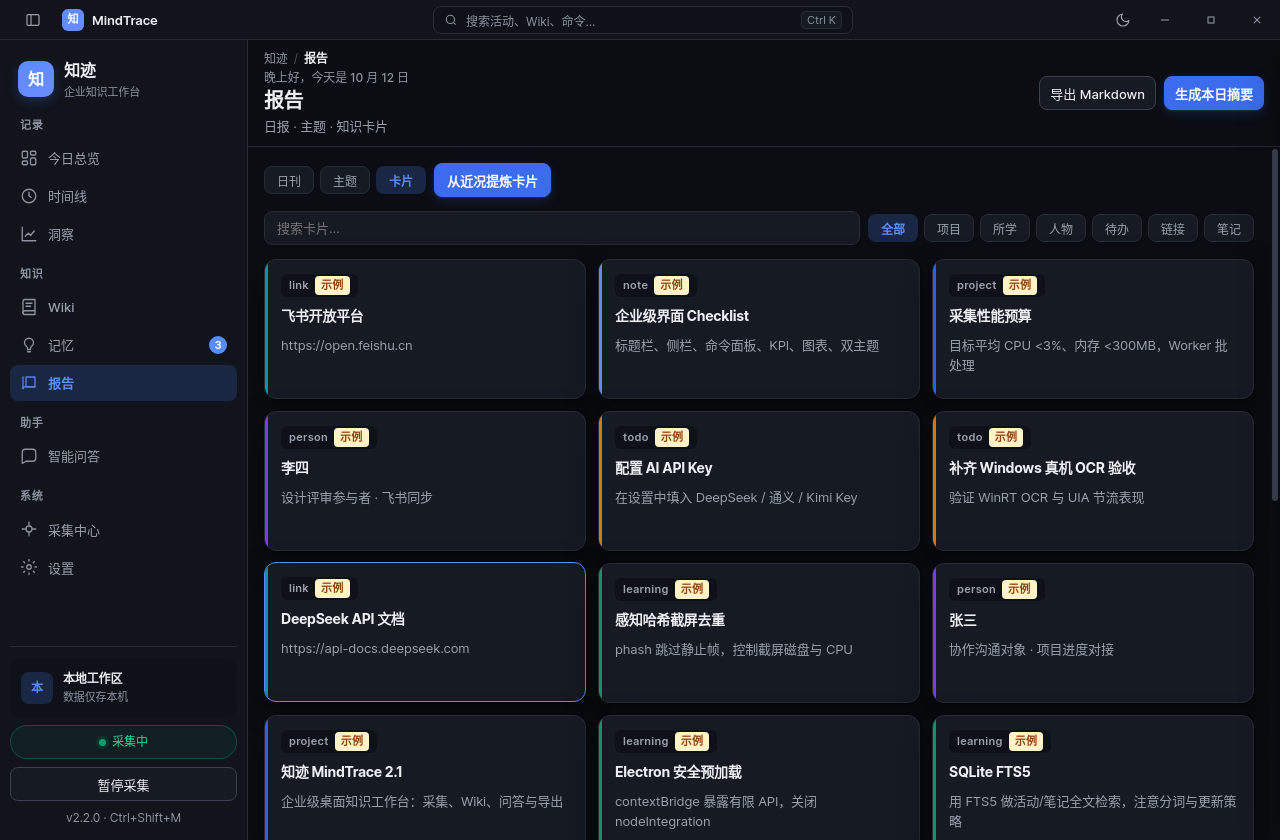 知 MindTrace
搜索活动、Wiki、命令... Ctrl K
知 知迹
企业知识工作台
记录
今日总览
时间线
洞察
知识
Wiki
记忆 3
报告
助手
智能问答
系统
采集中心
设置
本 本地工作区
数据仅存本机
采集中
暂停采集
v2.2.0 · Ctrl+Shift+M
知迹 / 报告
晚上好，今天是 10 月 12 日
报告
日报 · 主题 · 知识卡片
导出 Markdown 生成本日摘要
日刊 主题 卡片 从近况提炼卡片
搜索卡片... 全部 项目 所学 人物 待办 链接 笔记
link 示例
飞书开放平台
https://open.feishu.cn
note 示例
企业级界面 Checklist
标题栏、侧栏、命令面板、KPI、图表、双主题
project 示例
采集性能预算
目标平均 CPU <3%、内存 <300MB，Worker 批
处理
person 示例
李四
设计评审参与者 · 飞书同步
todo 示例
配置 AI API Key
在设置中填入 DeepSeek / 通义 / Kimi Key
todo 示例
补齐 Windows 真机 OCR 验收
验证 WinRT OCR 与 UIA 节流表现
link 示例
DeepSeek API 文档
https://api-docs.deepseek.com
learning 示例
感知哈希截屏去重
phash 跳过静止帧，控制截屏磁盘与 CPU
person 示例
张三
协作沟通对象 · 项目进度对接
project 示例
知迹 MindTrace 2.1
企业级桌面知识工作台：采集、Wiki、问答与导出
learning 示例
Electron 安全预加载
contextBridge 暴露有限 API，关闭
nodeIntegration
learning 示例
SQLite FTS5
用 FTS5 做活动/笔记全文检索，注意分词与更新策
略